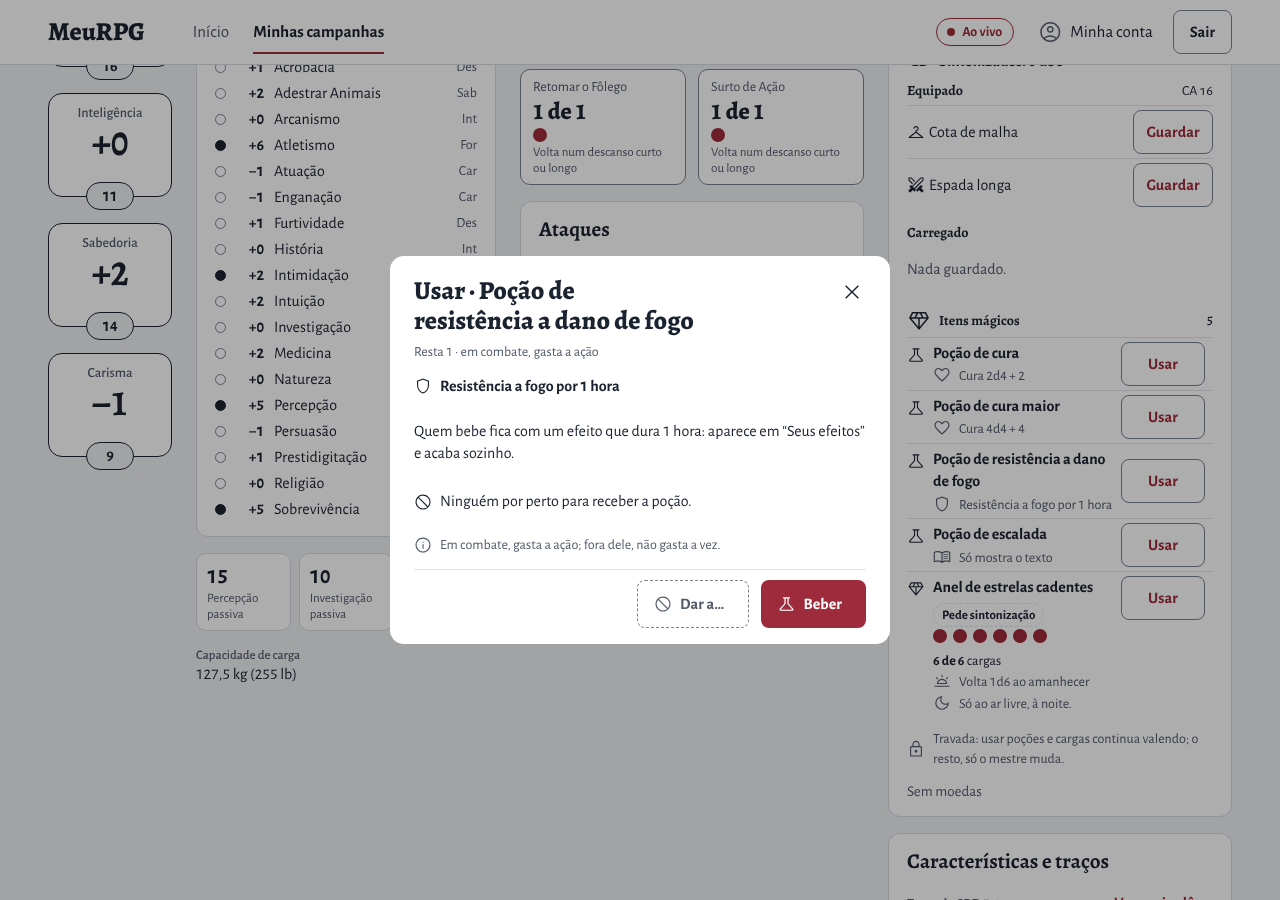 MeuRPG
Início
Minhas campanhas
Ao vivo
Minha conta
Sair
16
Inteligência
+0
11
Sabedoria
+2
14
Carisma
−1
9
+1 Acrobacia Des
+2 Adestrar Animais Sab
+0 Arcanismo Int
+6 Atletismo For
−1 Atuação Car
−1 Enganação Car
+1 Furtividade Des
+0 História Int
+2 Intimidação
+2 Intuição
+0 Investigação
+2 Medicina
+0 Natureza
+5 Percepção
−1 Persuasão
+1 Prestidigitação
+0 Religião
+5 Sobrevivência
15
Percepção
passiva
10
Investigação
passiva
Capacidade de carga
127,5 kg (255 lb)
Retomar o Fôlego
1 de 1
Volta num descanso curto
ou longo
Surto de Ação
1 de 1
Volta num descanso curto
ou longo
Ataques
Usar · Poção de
resistência a dano de fogo
Resta 1 · em combate, gasta a ação
Resistência a fogo por 1 hora
Quem bebe fica com um efeito que dura 1 hora: aparece em “Seus efeitos”
e acaba sozinho.
Ninguém por perto para receber a poção.
Em combate, gasta a ação; fora dele, não gasta a vez.
Dar a…
Beber
Equipado CA 16
Cota de malha Guardar
Espada longa Guardar
Carregado
Nada guardado.
Itens mágicos 5
Poção de cura
Cura 2d4 + 2
Usar
Poção de cura maior
Cura 4d4 + 4
Usar
Poção de resistência a dano
de fogo
Resistência a fogo por 1 hora
Usar
Poção de escalada
Só mostra o texto
Usar
Anel de estrelas cadentes
Usar
Pede sintonização
6 de 6 cargas
Volta 1d6 ao amanhecer
Só ao ar livre, à noite.
Travada: usar poções e cargas continua valendo; o
resto, só o mestre muda.
Sem moedas
Características e traços